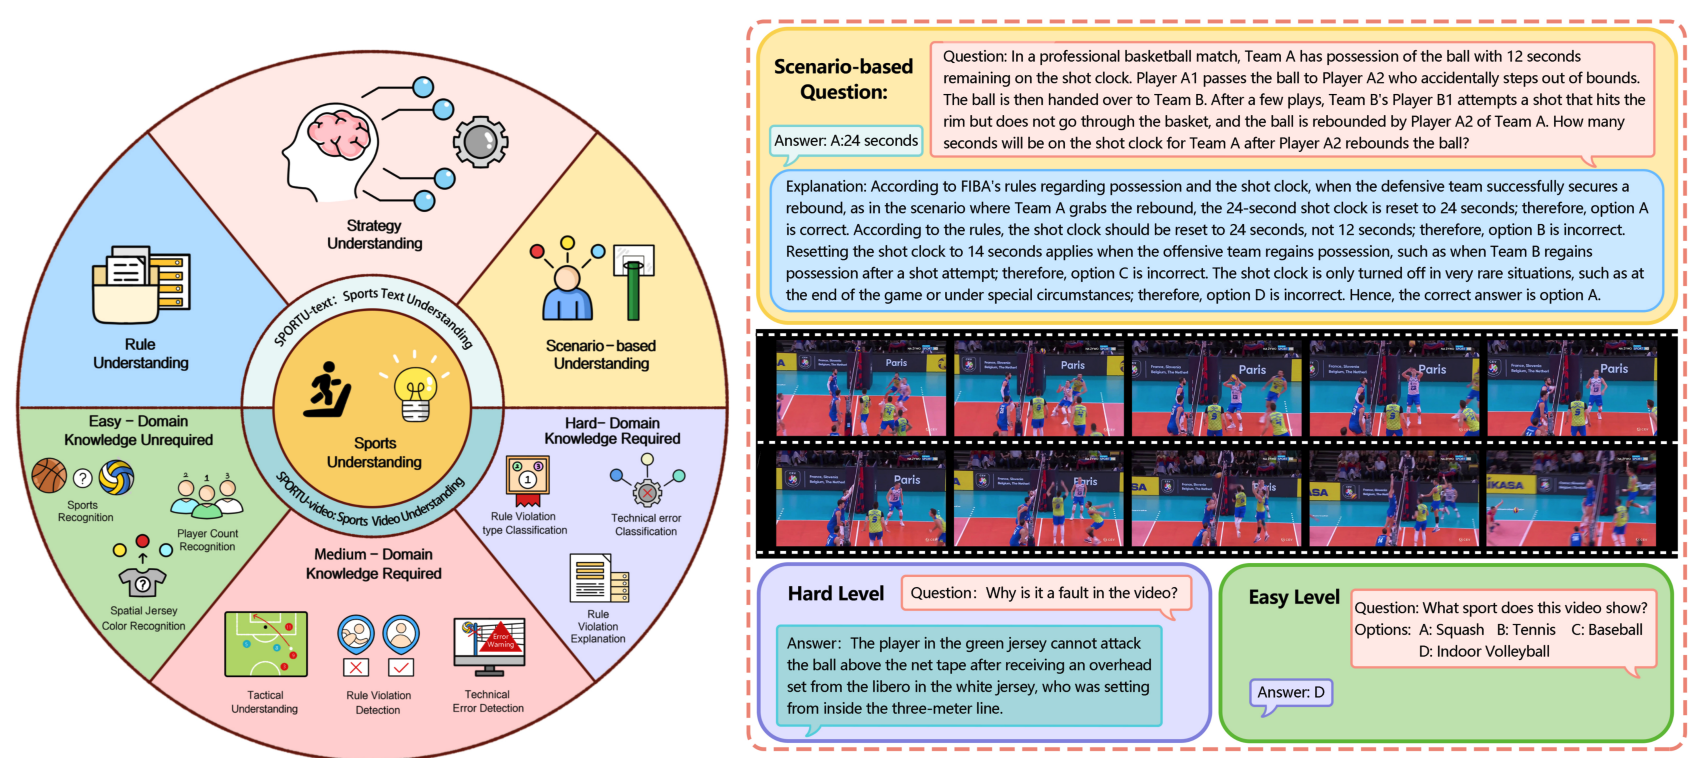 Strategy
Understanding
Rule
Understanding
Scenario-based
Understanding
SPORTU-text: Sports Text Understanding
Sports
Understanding
SPORTU-video: Sports Video Understanding
Easy - Domain
Knowledge Unrequired
Sports
Recognition
2 1 3
Player Count
Recognition
Spatial Jersey
Color Recognition
Medium - Domain
Knowledge Required
Tactical
Understanding
Rule Violation
Detection
Error
Warning
Technical
Error Detection
Hard- Domain
Knowledge Required
Rule Violation
type Classification
Technical error
Classification
Rule
Violation
Explanation
Scenario-based
Question:
Answer: A:24 seconds
Question: In a professional basketball match, Team A has possession of the ball with 12 seconds
remaining on the shot clock. Player A1 passes the ball to Player A2 who accidentally steps out of bounds.
The ball is then handed over to Team B. After a few plays, Team B's Player B1 attempts a shot that hits the
rim but does not go through the basket, and the ball is rebounded by Player A2 of Team A. How many
seconds will be on the shot clock for Team A after Player A2 rebounds the ball?
Explanation: According to FIBA's rules regarding possession and the shot clock, when the defensive team successfully secures a
rebound, as in the scenario where Team A grabs the rebound, the 24-second shot clock is reset to 24 seconds; therefore, option A
is correct. According to the rules, the shot clock should be reset to 24 seconds, not 12 seconds; therefore, option B is incorrect.
Resetting the shot clock to 14 seconds applies when the offensive team regains possession, such as when Team B regains
possession after a shot attempt; therefore, option C is incorrect. The shot clock is only turned off in very rare situations, such as at
the end of the game or under special circumstances; therefore, option D is incorrect. Hence, the correct answer is option A.
Paris
Paris
Paris
Paris
Paris
Hard Level
Question: Why is it a fault in the video?
Answer: The player in the green jersey cannot attack
the ball above the net tape after receiving an overhead
set from the libero in the white jersey, who was setting
from inside the three-meter line.
Easy Level
Question: What sport does this video show?
Options: A: Squash B: Tennis C: Baseball
D: Indoor Volleyball
Answer: D